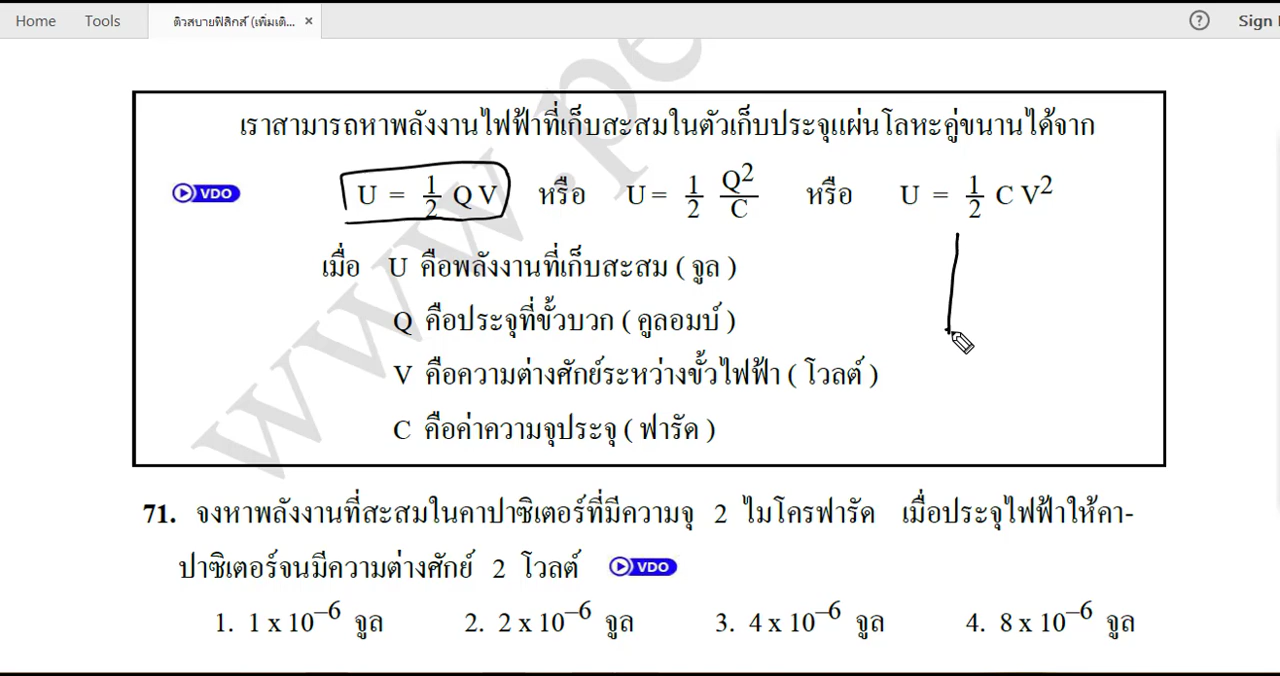 Home Tools ติวสบายฟิสิกส์ (เพิ่มเติ... × ? Sign
www.pe
เราสามารถหาพลังงานไฟฟ้าที่เก็บสะสมในตัวเก็บประจุแผ่นโลหะคู่ขนานได้จาก
VDO U = 1/2 Q V หรือ U = 1/2 Q²/C หรือ U = 1/2 C V²
เมื่อ U คือพลังงานที่เก็บสะสม ( จูล )
Q คือประจุที่ขั้วบวก ( คูลอมบ์ )
V คือความต่างศักย์ระหว่างขั้วไฟฟ้า ( โวลต์ )
C คือค่าความจุประจุ ( ฟารัด )
71. จงหาพลังงานที่สะสมในคาปาซิเตอร์ที่มีความจุ 2 ไมโครฟารัด เมื่อประจุไฟฟ้าให้คา-
ปาซิเตอร์จนมีความต่างศักย์ 2 โวลต์ VDO
1. 1 x 10⁻⁶ จูล 2. 2 x 10⁻⁶ จูล 3. 4 x 10⁻⁶ จูล 4. 8 x 10⁻⁶ จูล